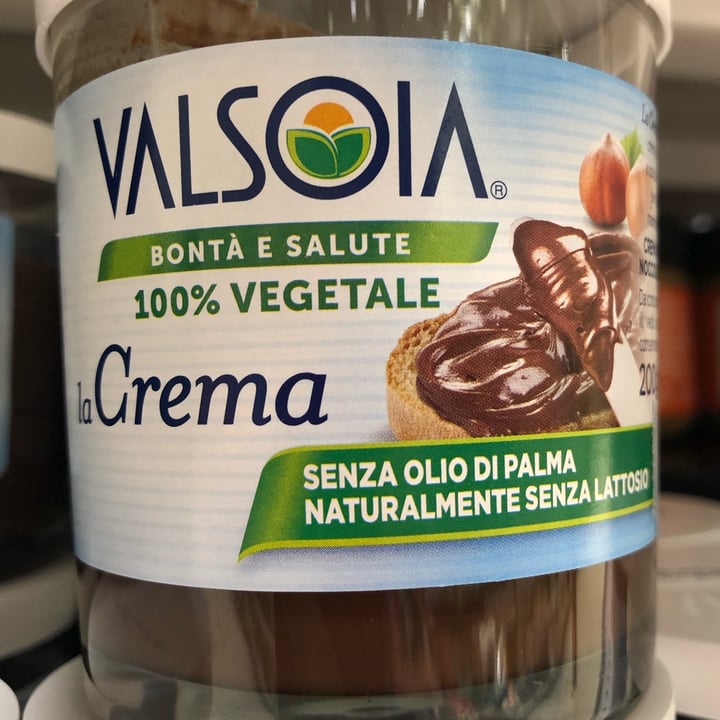 VALSOIA®
BONTÀ E SALUTE
100% VEGETALE
la Crema
SENZA OLIO DI PALMA
NATURALMENTE SENZA LATTOSIO